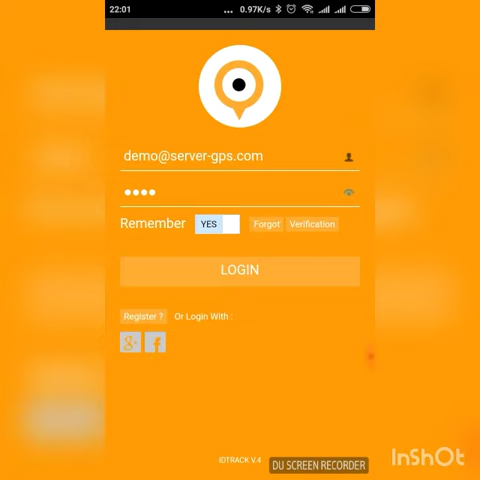 22:01 ... 0.97K/s
demo@server-gps.com
Remember YES Forgot Verification
LOGIN
Register ? Or Login With :
g+ f
IDTRACK V.4
DU SCREEN RECORDER
InShOt